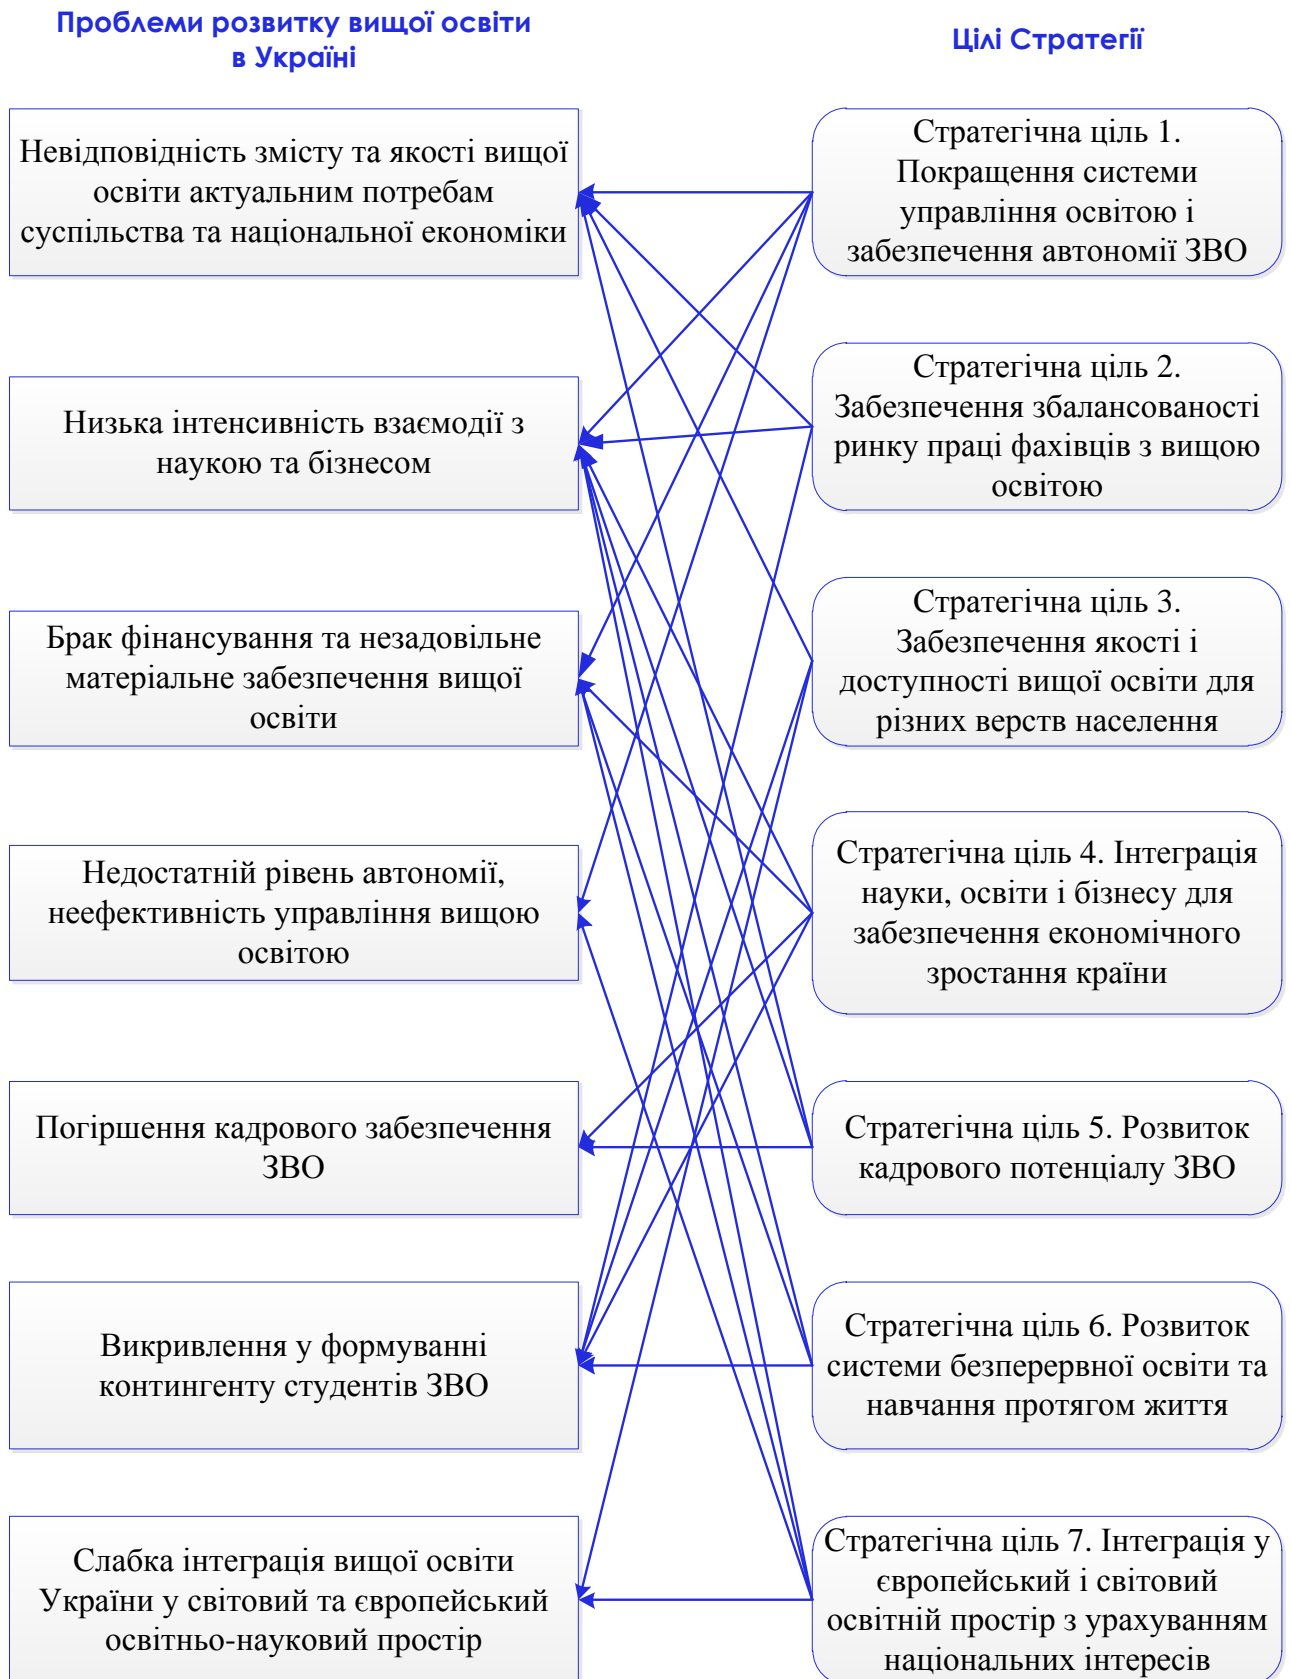 Проблеми розвитку вищої освіти
в Україні
Цілі Стратегії
Невідповідність змісту та якості вищої
освіти актуальним потребам
суспільства та національної економіки
Стратегічна ціль 1.
Покращення системи
управління освітою і
забезпечення автономії ЗВО
Низька інтенсивність взаємодії з
наукою та бізнесом
Стратегічна ціль 2.
Забезпечення збалансованості
ринку праці фахівців з вищою
освітою
Брак фінансування та незадовільне
матеріальне забезпечення вищої
освіти
Стратегічна ціль 3.
Забезпечення якості і
доступності вищої освіти для
різних верств населення
Недостатній рівень автономії,
неефективність управління вищою
освітою
Стратегічна ціль 4. Інтеграція
науки, освіти і бізнесу для
забезпечення економічного
зростання країни
Погіршення кадрового забезпечення
ЗВО
Стратегічна ціль 5. Розвиток
кадрового потенціалу ЗВО
Викривлення у формуванні
контингенту студентів ЗВО
Стратегічна ціль 6. Розвиток
системи безперервної освіти та
навчання протягом життя
Слабка інтеграція вищої освіти
України у світовий та європейський
освітньо-науковий простір
Стратегічна ціль 7. Інтеграція у
європейський і світовий
освітній простір з урахуванням
національних інтересів